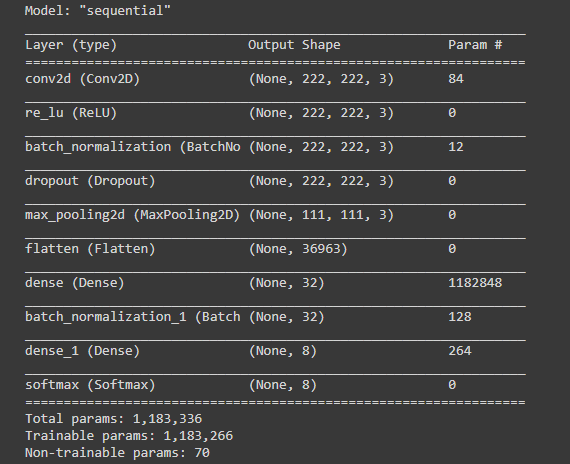 Model: "sequential"
_________________________________________________________________
Layer (type) Output Shape Param #
=================================================================
conv2d (Conv2D) (None, 222, 222, 3) 84
_________________________________________________________________
re_lu (ReLU) (None, 222, 222, 3) 0
_________________________________________________________________
batch_normalization (BatchNo (None, 222, 222, 3) 12
_________________________________________________________________
dropout (Dropout) (None, 222, 222, 3) 0
_________________________________________________________________
max_pooling2d (MaxPooling2D) (None, 111, 111, 3) 0
_________________________________________________________________
flatten (Flatten) (None, 36963) 0
_________________________________________________________________
dense (Dense) (None, 32) 1182848
_________________________________________________________________
batch_normalization_1 (Batch (None, 32) 128
_________________________________________________________________
dense_1 (Dense) (None, 8) 264
_________________________________________________________________
softmax (Softmax) (None, 8) 0
=================================================================
Total params: 1,183,336
Trainable params: 1,183,266
Non-trainable params: 70